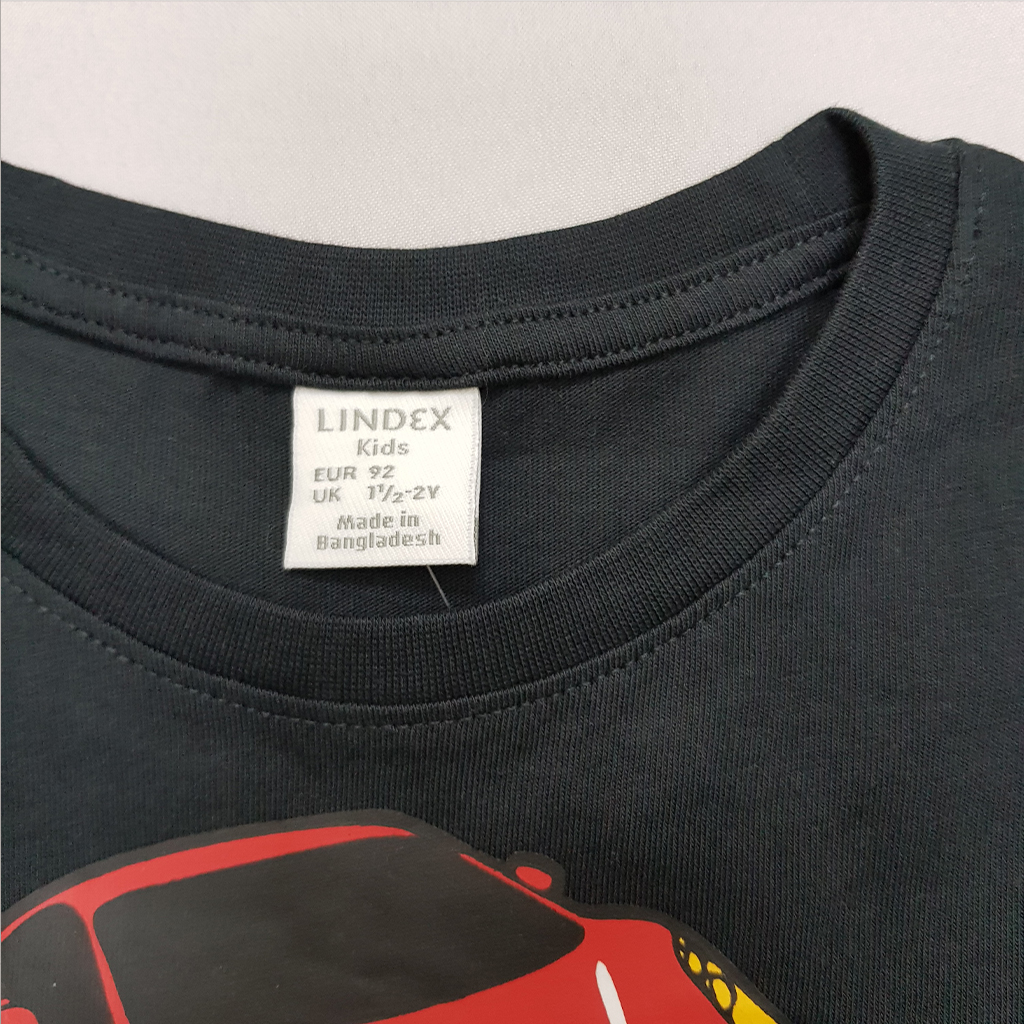 LINDEX
Kids
EUR 92
UK 1½-2Y
Made in
Bangladesh